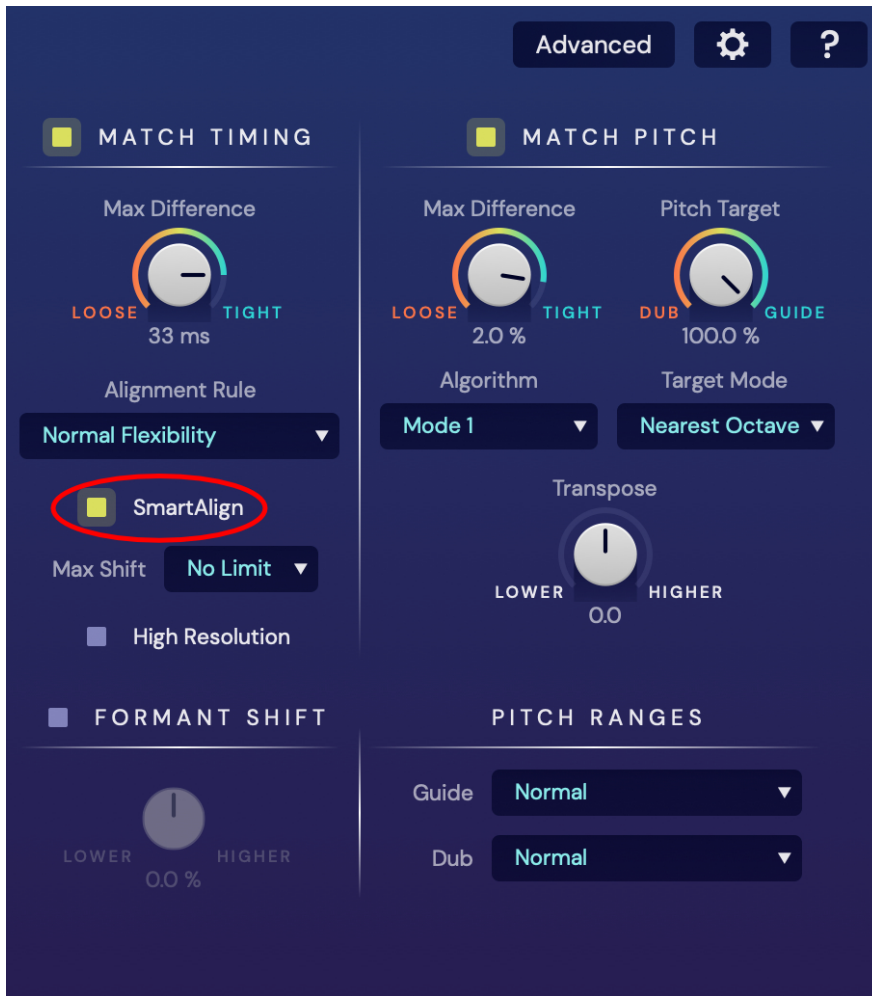 Advanced
?
MATCH TIMING
Max Difference
LOOSE
TIGHT
33 ms
Alignment Rule
Normal Flexibility
SmartAlign
Max Shift
No Limit
High Resolution
MATCH PITCH
Max Difference
LOOSE
TIGHT
2.0 %
Pitch Target
DUB
GUIDE
100.0 %
Algorithm
Mode 1
Target Mode
Nearest Octave
Transpose
LOWER
HIGHER
0.0
FORMANT SHIFT
LOWER
HIGHER
0.0 %
PITCH RANGES
Guide
Normal
Dub
Normal